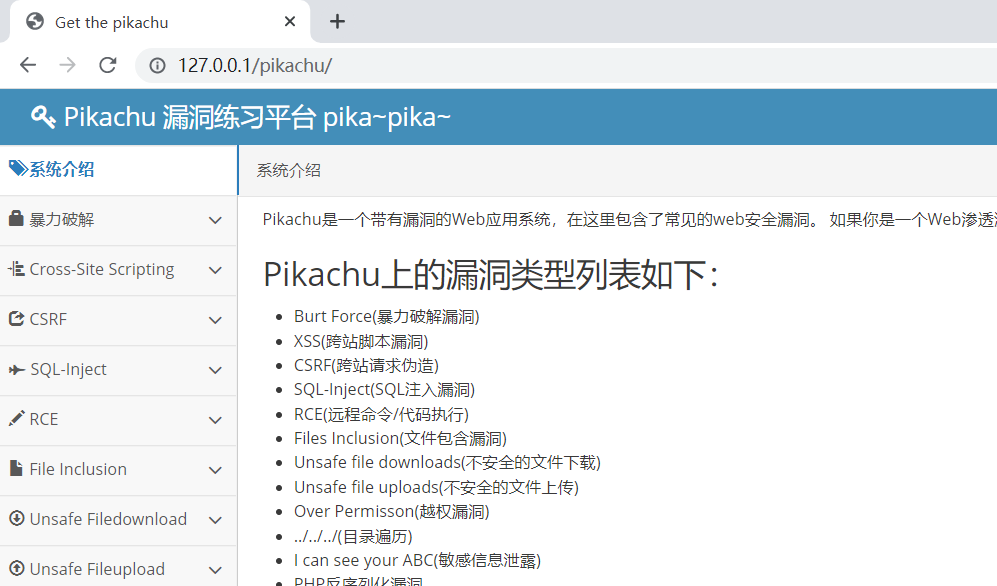 Get the pikachu
127.0.0.1/pikachu/
Pikachu 漏洞练习平台 pika~pika~
系统介绍
暴力破解
Cross-Site Scripting
CSRF
SQL-Inject
RCE
File Inclusion
Unsafe Filedownload
Unsafe Fileupload
系统介绍
Pikachu是一个带有漏洞的Web应用系统，在这里包含了常见的web安全漏洞。 如果你是一个Web渗透
Pikachu上的漏洞类型列表如下：
Burt Force(暴力破解漏洞)
XSS(跨站脚本漏洞)
CSRF(跨站请求伪造)
SQL-Inject(SQL注入漏洞)
RCE(远程命令/代码执行)
Files Inclusion(文件包含漏洞)
Unsafe file downloads(不安全的文件下载)
Unsafe file uploads(不安全的文件上传)
Over Permisson(越权漏洞)
../../../(目录遍历)
I can see your ABC(敏感信息泄露)
PHP反序列化漏洞